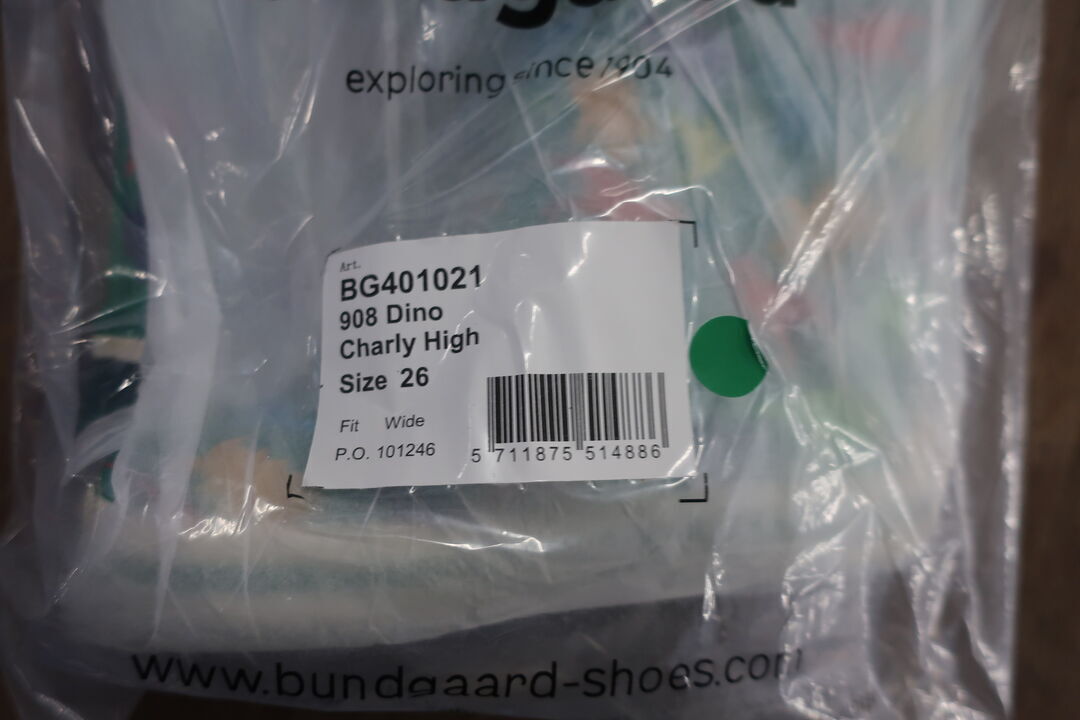 exploring since 1904
Art.
BG401021
908 Dino
Charly High
Size 26
Fit Wide
P.O. 101246
5 711875 514886
www.bundgaard-shoes.com